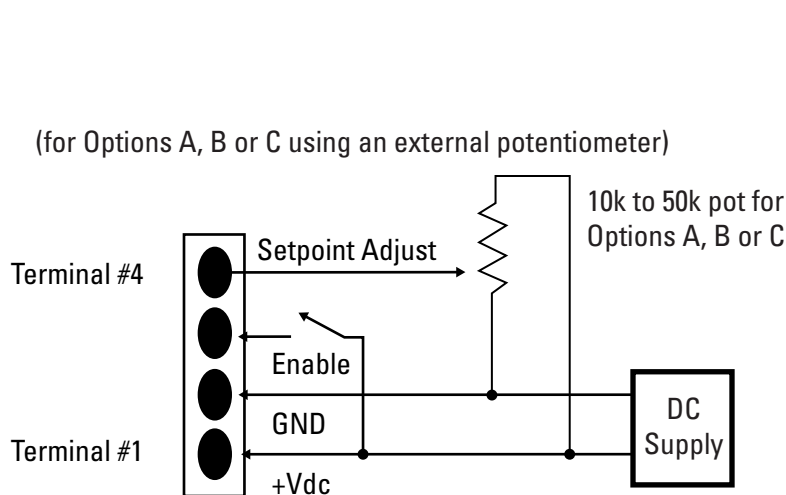 (for Options A, B or C using an external potentiometer)
10k to 50k pot for
Options A, B or C
Setpoint Adjust
Terminal #4
Enable
GND
DC
Supply
Terminal #1
+Vdc